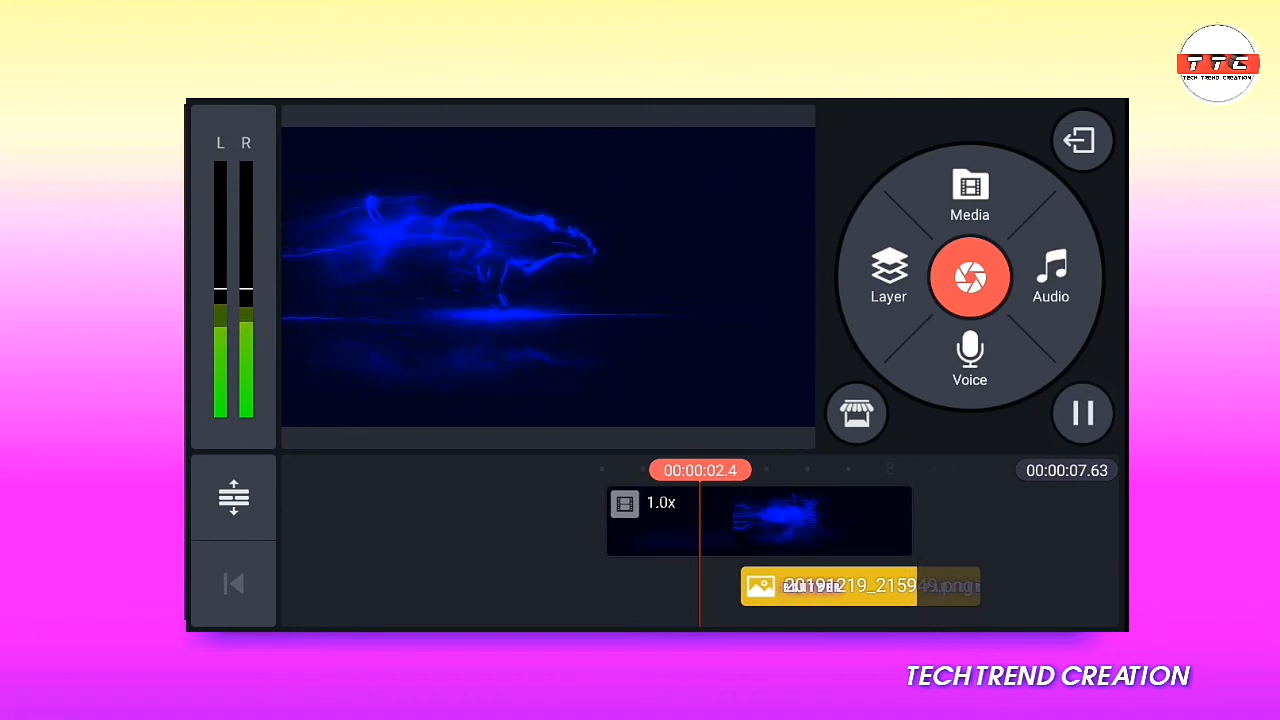 TTC
TECH TREND CREATION
L R
Media
Layer
Audio
Voice
00:00:02.4
00:00:07.63
1.0x
20191219_215949.png
TECH TREND CREATION